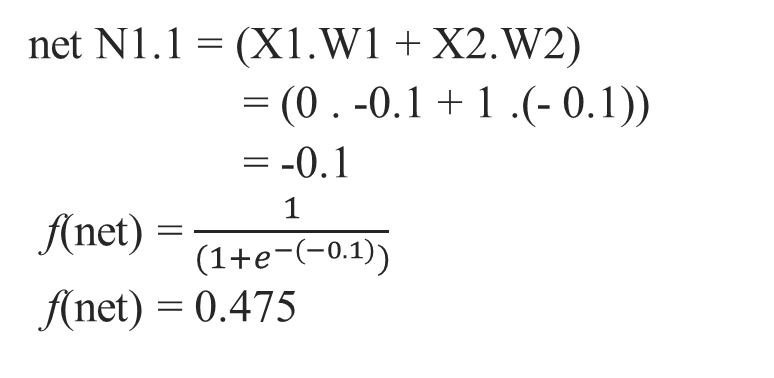 net N1.1 = (X1.W1 + X2.W2)
= (0 . -0.1 + 1 .(- 0.1))
= -0.1
f(net) = 1/(1+e^−(−0.1))
f(net) = 0.475